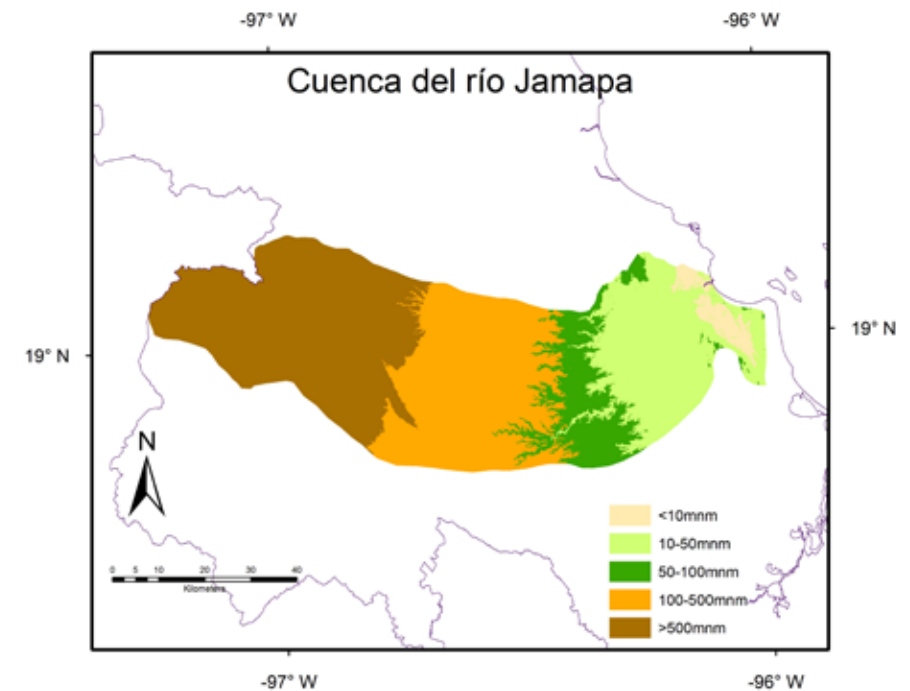 -97° W -96° W
Cuenca del río Jamapa
19° N
19° N
N
<10mnm
10-50mnm
50-100mnm
100-500mnm
>500mnm
0 5 10 20 30 40
Kilometers
-97° W -96° W